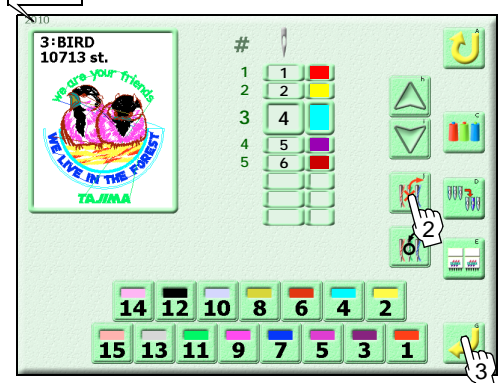 2010
3:BIRD
10713 st.
we are your friends
WE LIVE IN THE FOREST
TAJIMA
#
1 1
2 2
3 4
4 5
5 6
A
h
i
C
D
E
G
2
3
14 12 10 8 6 4 2
15 13 11 9 7 5 3 1